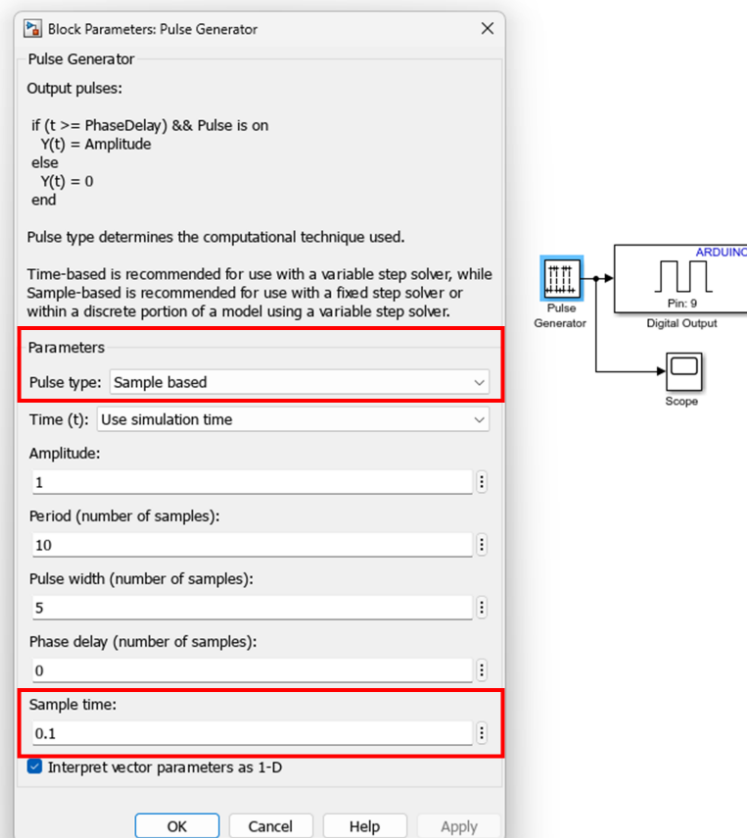 Block Parameters: Pulse Generator
Pulse Generator
Output pulses:
if (t >= PhaseDelay) && Pulse is on
Y(t) = Amplitude
else
Y(t) = 0
end
Pulse type determines the computational technique used.
Time-based is recommended for use with a variable step solver, while
Sample-based is recommended for use with a fixed step solver or
within a discrete portion of a model using a variable step solver.
Parameters
Pulse type: Sample based
Time (t): Use simulation time
Amplitude:
1
Period (number of samples):
10
Pulse width (number of samples):
5
Phase delay (number of samples):
0
Sample time:
0.1
Interpret vector parameters as 1-D
OK Cancel Help Apply
ARDUINO
Pin: 9
Pulse
Generator
Digital Output
Scope